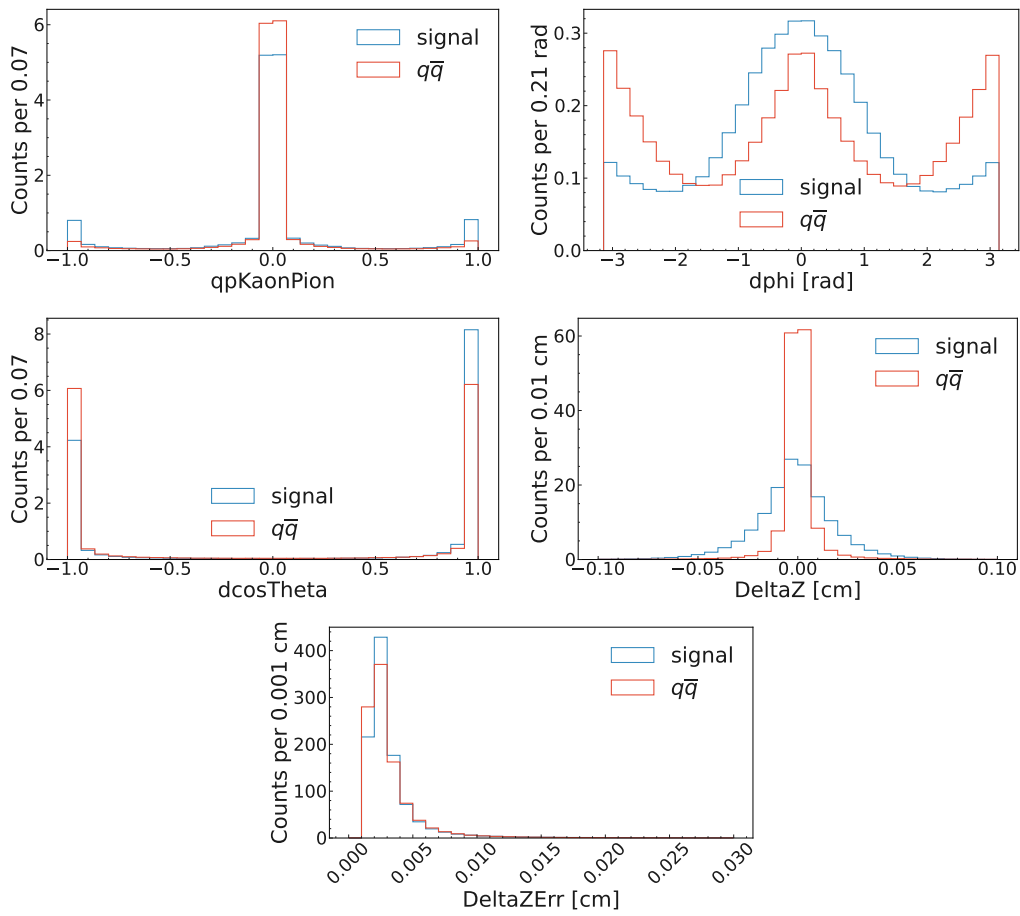 Counts per 0.07
6
4
2
0
−1.0 −0.5 0.0 0.5 1.0
qpKaonPion
signal
qq̅
Counts per 0.21 rad
0.3
0.2
0.1
0.0
−3 −2 −1 0 1 2 3
dphi [rad]
signal
qq̅
Counts per 0.07
8
6
4
2
0
−1.0 −0.5 0.0 0.5 1.0
dcosTheta
signal
qq̅
Counts per 0.01 cm
60
40
20
0
−0.10 −0.05 0.00 0.05 0.10
DeltaZ [cm]
signal
qq̅
Counts per 0.001 cm
400
300
200
100
0
0.000 0.005 0.010 0.015 0.020 0.025 0.030
DeltaZErr [cm]
signal
qq̅